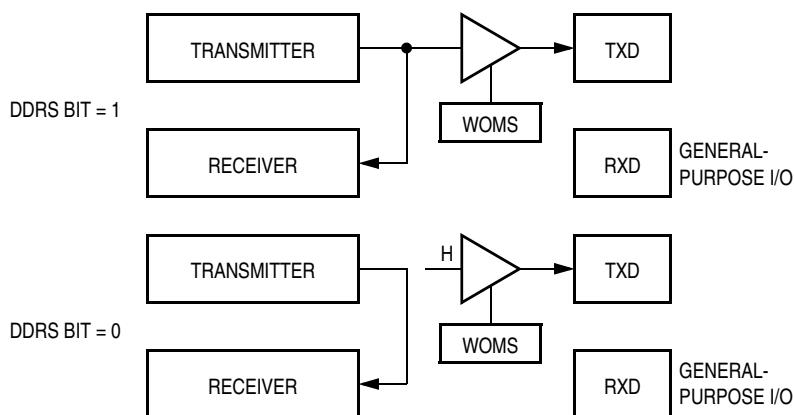 TRANSMITTER
TXD
DDRS BIT = 1
WOMS
RECEIVER
RXD
GENERAL-
PURPOSE I/O
TRANSMITTER
H
TXD
DDRS BIT = 0
WOMS
RECEIVER
RXD
GENERAL-
PURPOSE I/O